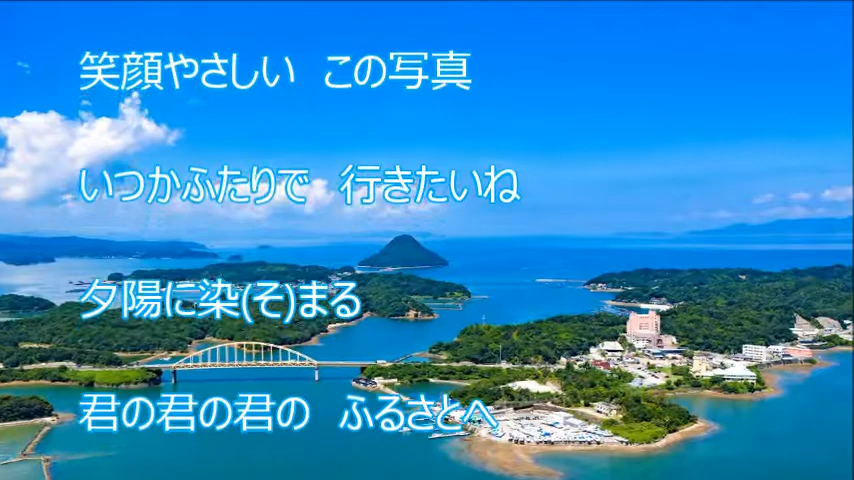 笑顔やさしい　この写真
いつかふたりで　行きたいね
夕陽に染(そ)まる
君の君の君の　ふるさとへ